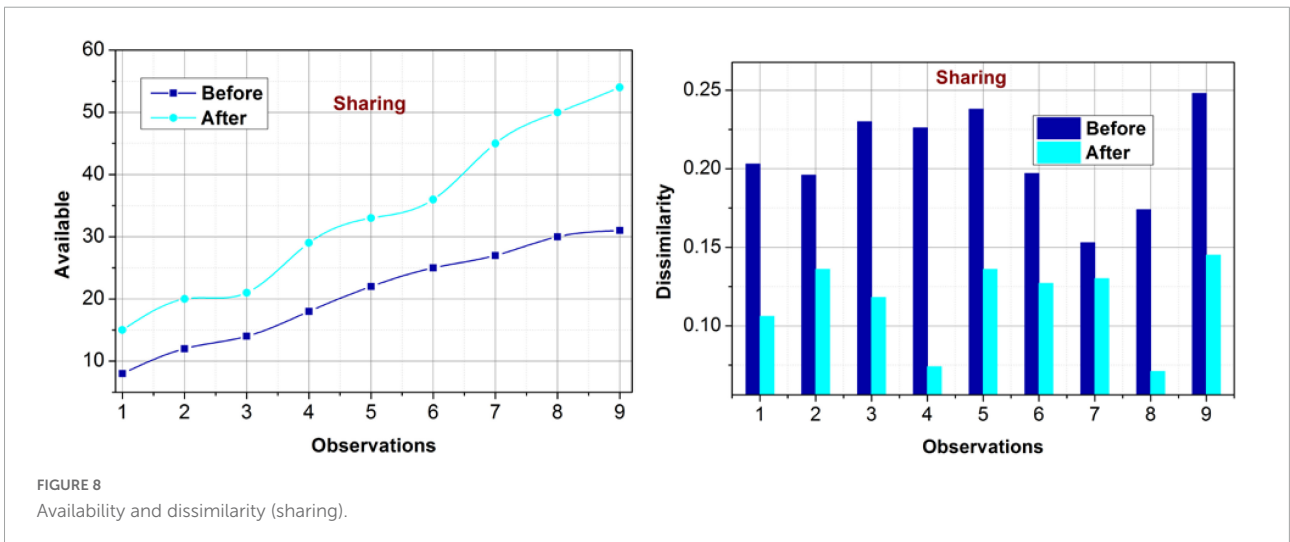 60
50
40
30
20
10
Available
Before
After
Sharing
1 2 3 4 5 6 7 8 9
Observations
0.25
0.20
0.15
0.10
Dissimilarity
Sharing
Before
After
1 2 3 4 5 6 7 8 9
Observations
FIGURE 8
Availability and dissimilarity (sharing).